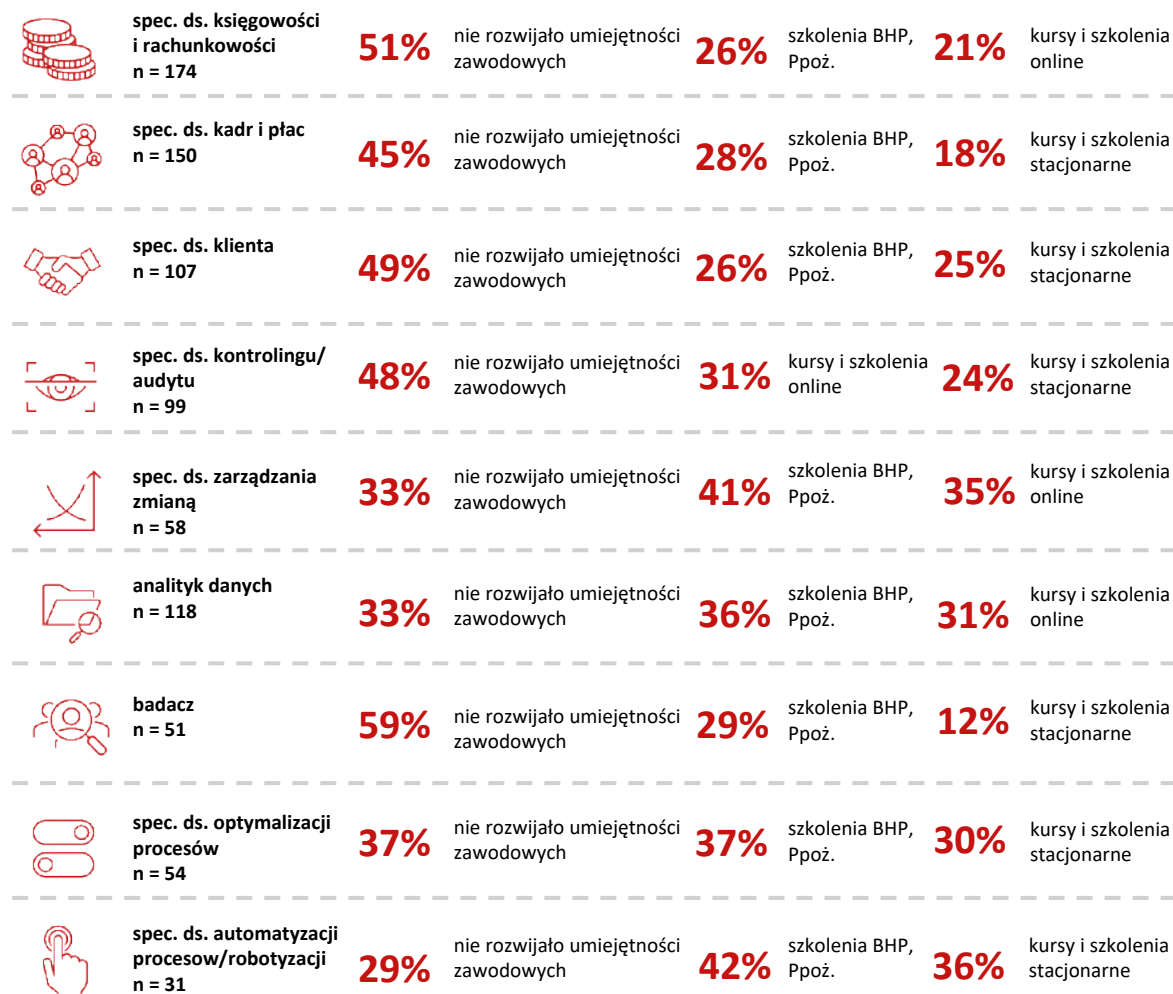 spec. ds. księgowości
i rachunkowości
n = 174
51%
nie rozwijało umiejętności
zawodowych
26%
szkolenia BHP,
Ppoż.
21%
kursy i szkolenia
online
spec. ds. kadr i płac
n = 150
45%
nie rozwijało umiejętności
zawodowych
28%
szkolenia BHP,
Ppoż.
18%
kursy i szkolenia
stacjonarne
spec. ds. klienta
n = 107
49%
nie rozwijało umiejętności
zawodowych
26%
szkolenia BHP,
Ppoż.
25%
kursy i szkolenia
stacjonarne
spec. ds. kontrolingu/
audytu
n = 99
48%
nie rozwijało umiejętności
zawodowych
31%
kursy i szkolenia
online
24%
kursy i szkolenia
stacjonarne
spec. ds. zarządzania
zmianą
n = 58
33%
nie rozwijało umiejętności
zawodowych
41%
szkolenia BHP,
Ppoż.
35%
kursy i szkolenia
online
analityk danych
n = 118
33%
nie rozwijało umiejętności
zawodowych
36%
szkolenia BHP,
Ppoż.
31%
kursy i szkolenia
online
badacz
n = 51
59%
nie rozwijało umiejętności
zawodowych
29%
szkolenia BHP,
Ppoż.
12%
kursy i szkolenia
stacjonarne
spec. ds. optymalizacji
procesów
n = 54
37%
nie rozwijało umiejętności
zawodowych
37%
szkolenia BHP,
Ppoż.
30%
kursy i szkolenia
stacjonarne
spec. ds. automatyzacji
procesow/robotyzacji
n = 31
29%
nie rozwijało umiejętności
zawodowych
42%
szkolenia BHP,
Ppoż.
36%
kursy i szkolenia
stacjonarne